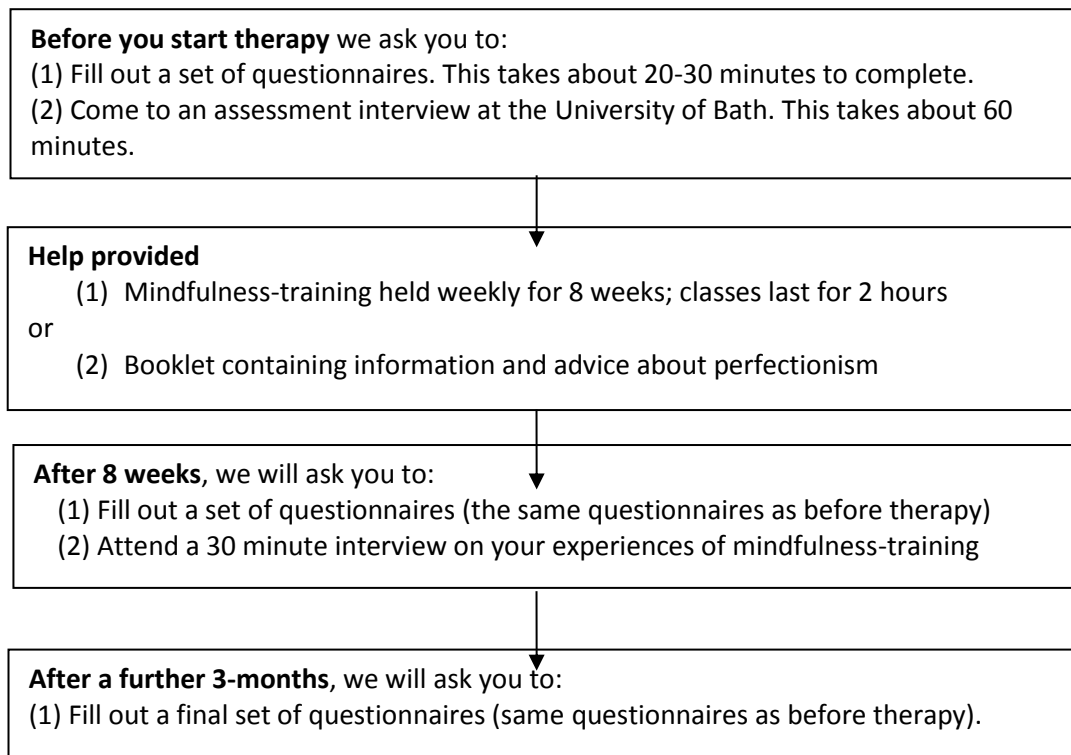 Before you start therapy we ask you to:
(1) Fill out a set of questionnaires. This takes about 20-30 minutes to complete.
(2) Come to an assessment interview at the University of Bath. This takes about 60
minutes.
Help provided
(1) Mindfulness-training held weekly for 8 weeks; classes last for 2 hours
or
(2) Booklet containing information and advice about perfectionism
After 8 weeks, we will ask you to:
(1) Fill out a set of questionnaires (the same questionnaires as before therapy)
(2) Attend a 30 minute interview on your experiences of mindfulness-training
After a further 3-months, we will ask you to:
(1) Fill out a final set of questionnaires (same questionnaires as before therapy).